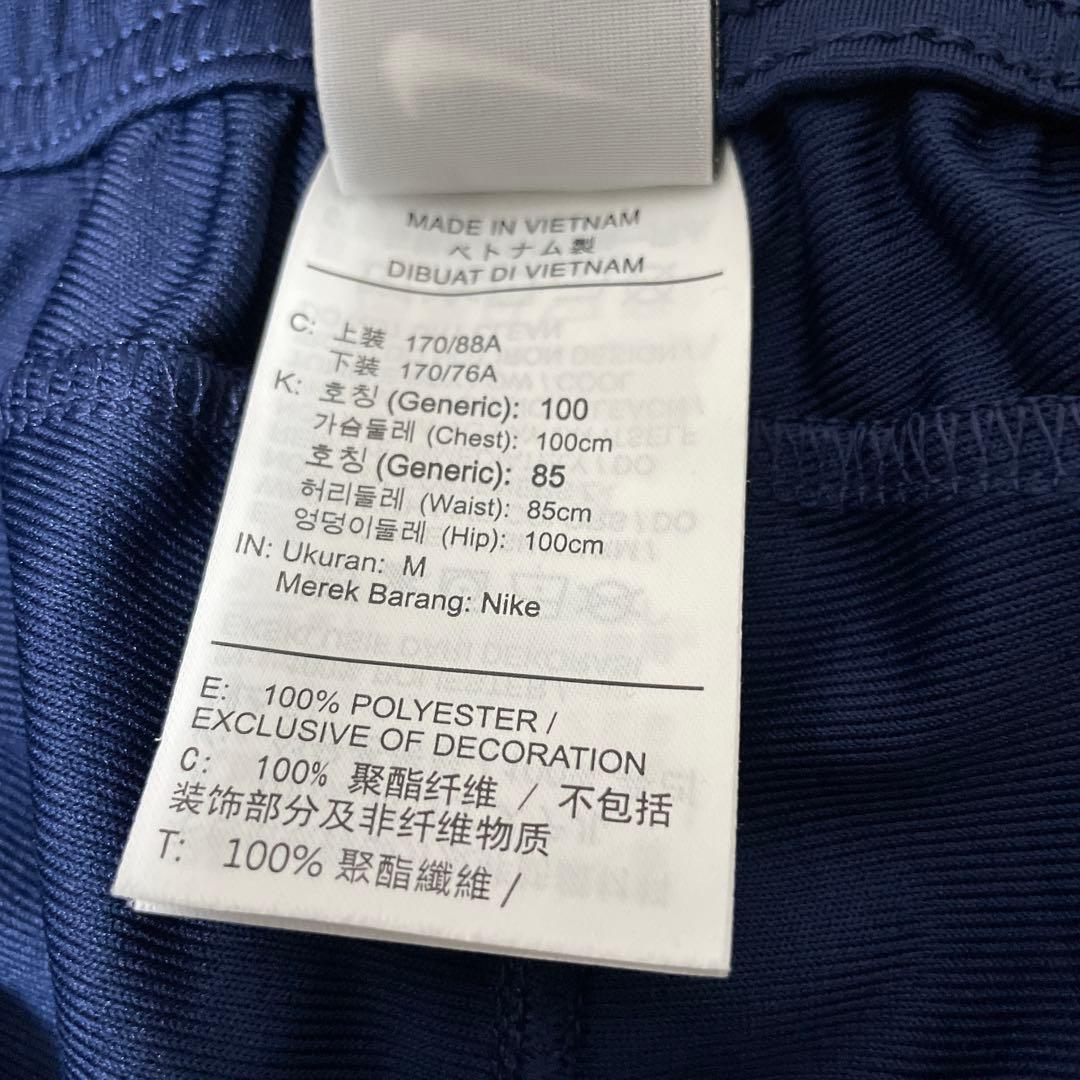 MADE IN VIETNAM
ベトナム製
DIBUAT DI VIETNAM
C: 上装 170/88A
下装 170/76A
K: 호칭 (Generic): 100
가슴둘레 (Chest): 100cm
호칭 (Generic): 85
허리둘레 (Waist): 85cm
엉덩이둘레 (Hip): 100cm
IN: Ukuran: M
Merek Barang: Nike
E: 100% POLYESTER /
EXCLUSIVE OF DECORATION
C: 100% 聚酯纤维 / 不包括
装饰部分及非纤维物质
T: 100% 聚酯纖維 /